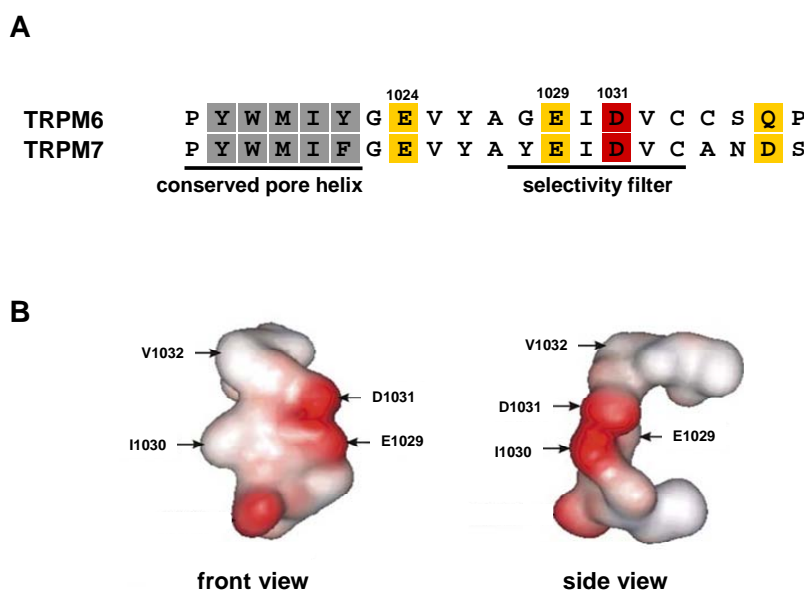 A
1024 1029 1031
TRPM6 P Y W M I Y G E V Y A G E I D V C C S Q P
TRPM7 P Y W M I F G E V Y A Y E I D V C A N D S
conserved pore helix selectivity filter
B
V1032 V1032
D1031 D1031
I1030 E1029 I1030 E1029
front view side view